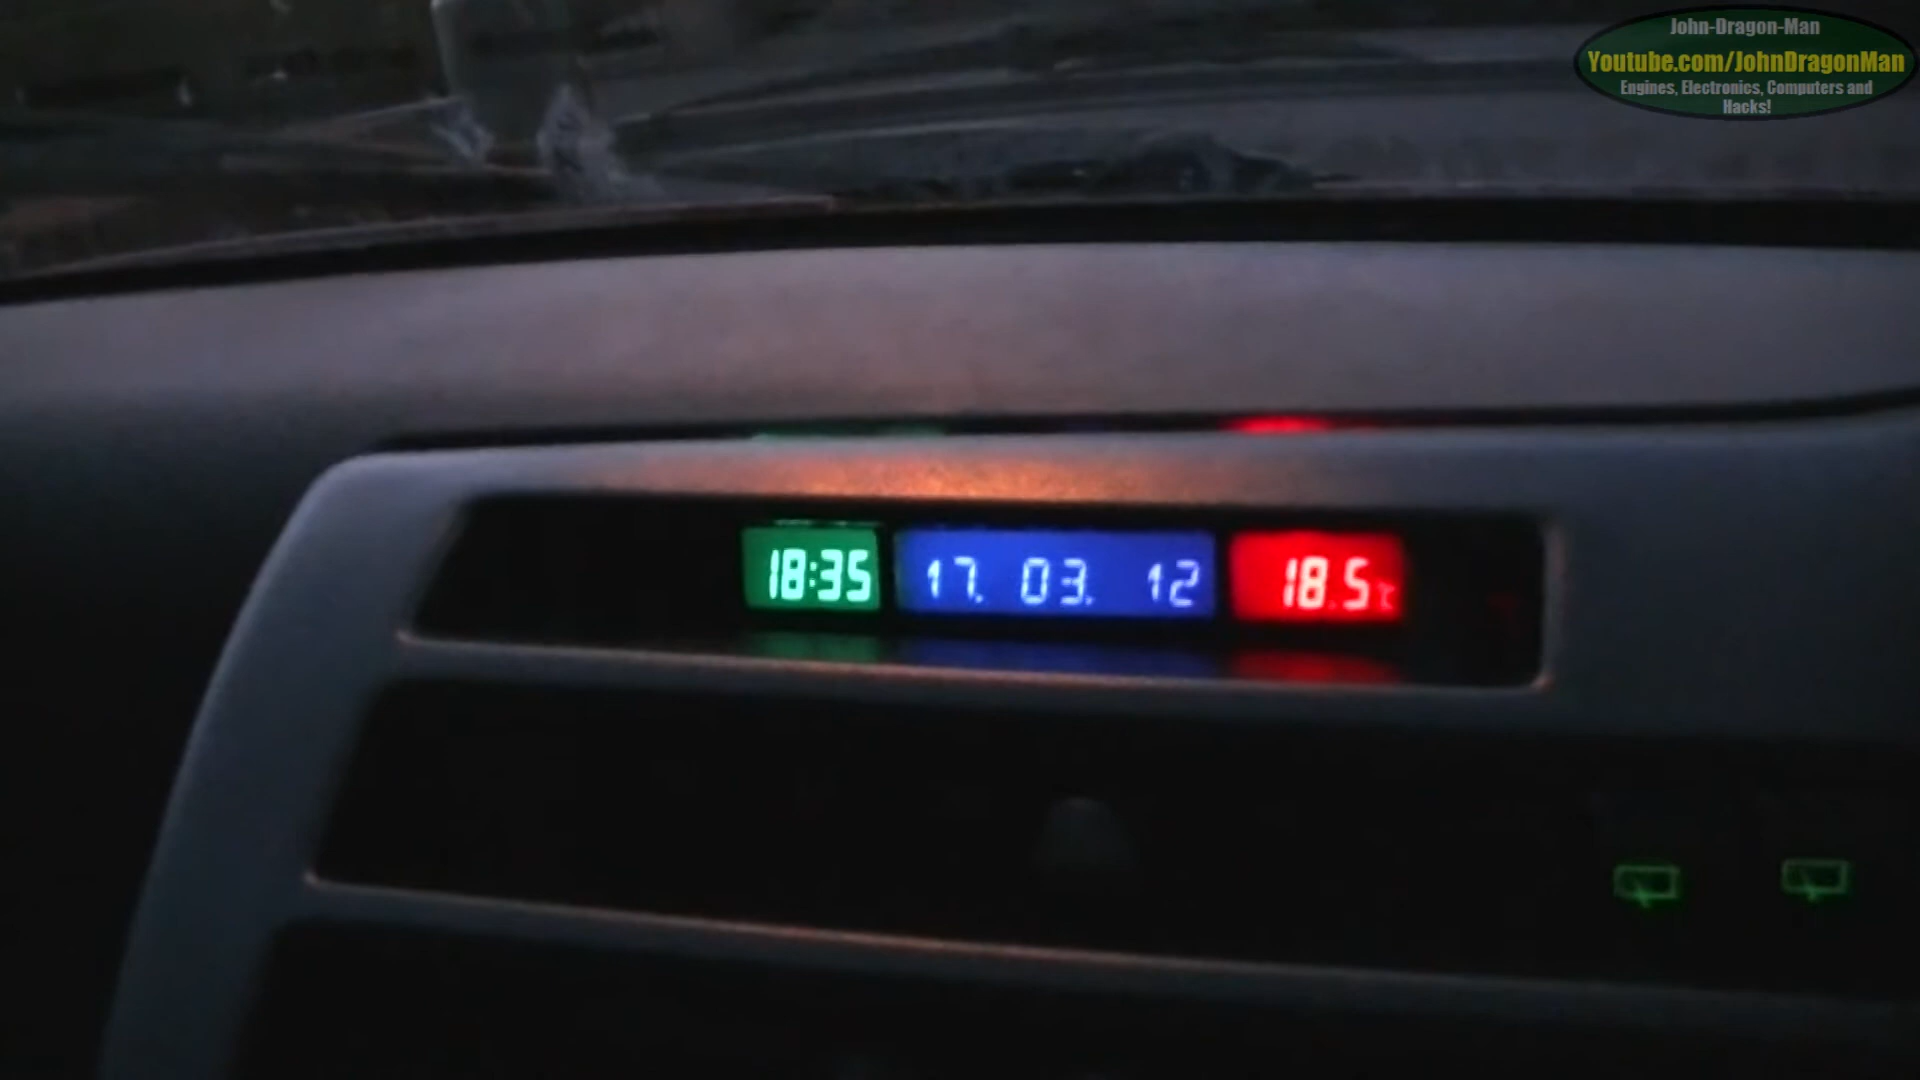 John-Dragon-Man
Youtube.com/JohnDragonMan
Engines, Electronics, Computers and
Hacks!
18:35 17. 03. 12 18.5℃